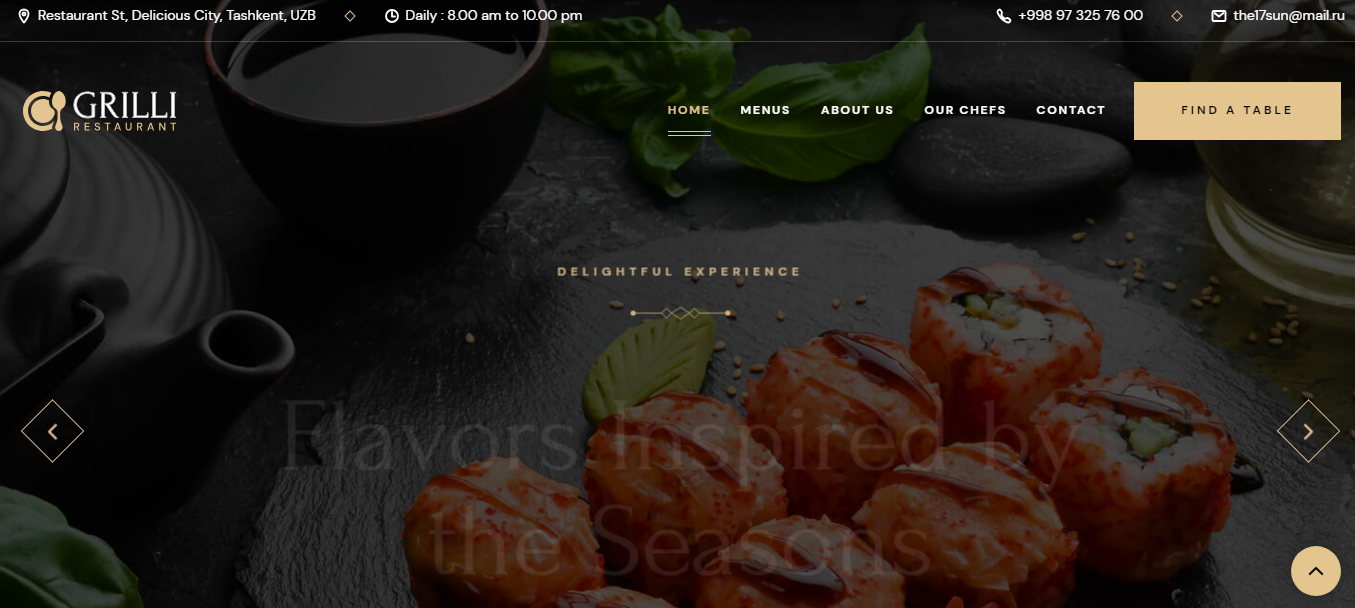 Restaurant St, Delicious City, Tashkent, UZB
Daily : 8.00 am to 10.00 pm
+998 97 325 76 00
the17sun@mail.ru
GRILLI
RESTAURANT
HOME
MENUS
ABOUT US
OUR CHEFS
CONTACT
FIND A TABLE
DELIGHTFUL EXPERIENCE
Flavors Inspired by
the Seasons